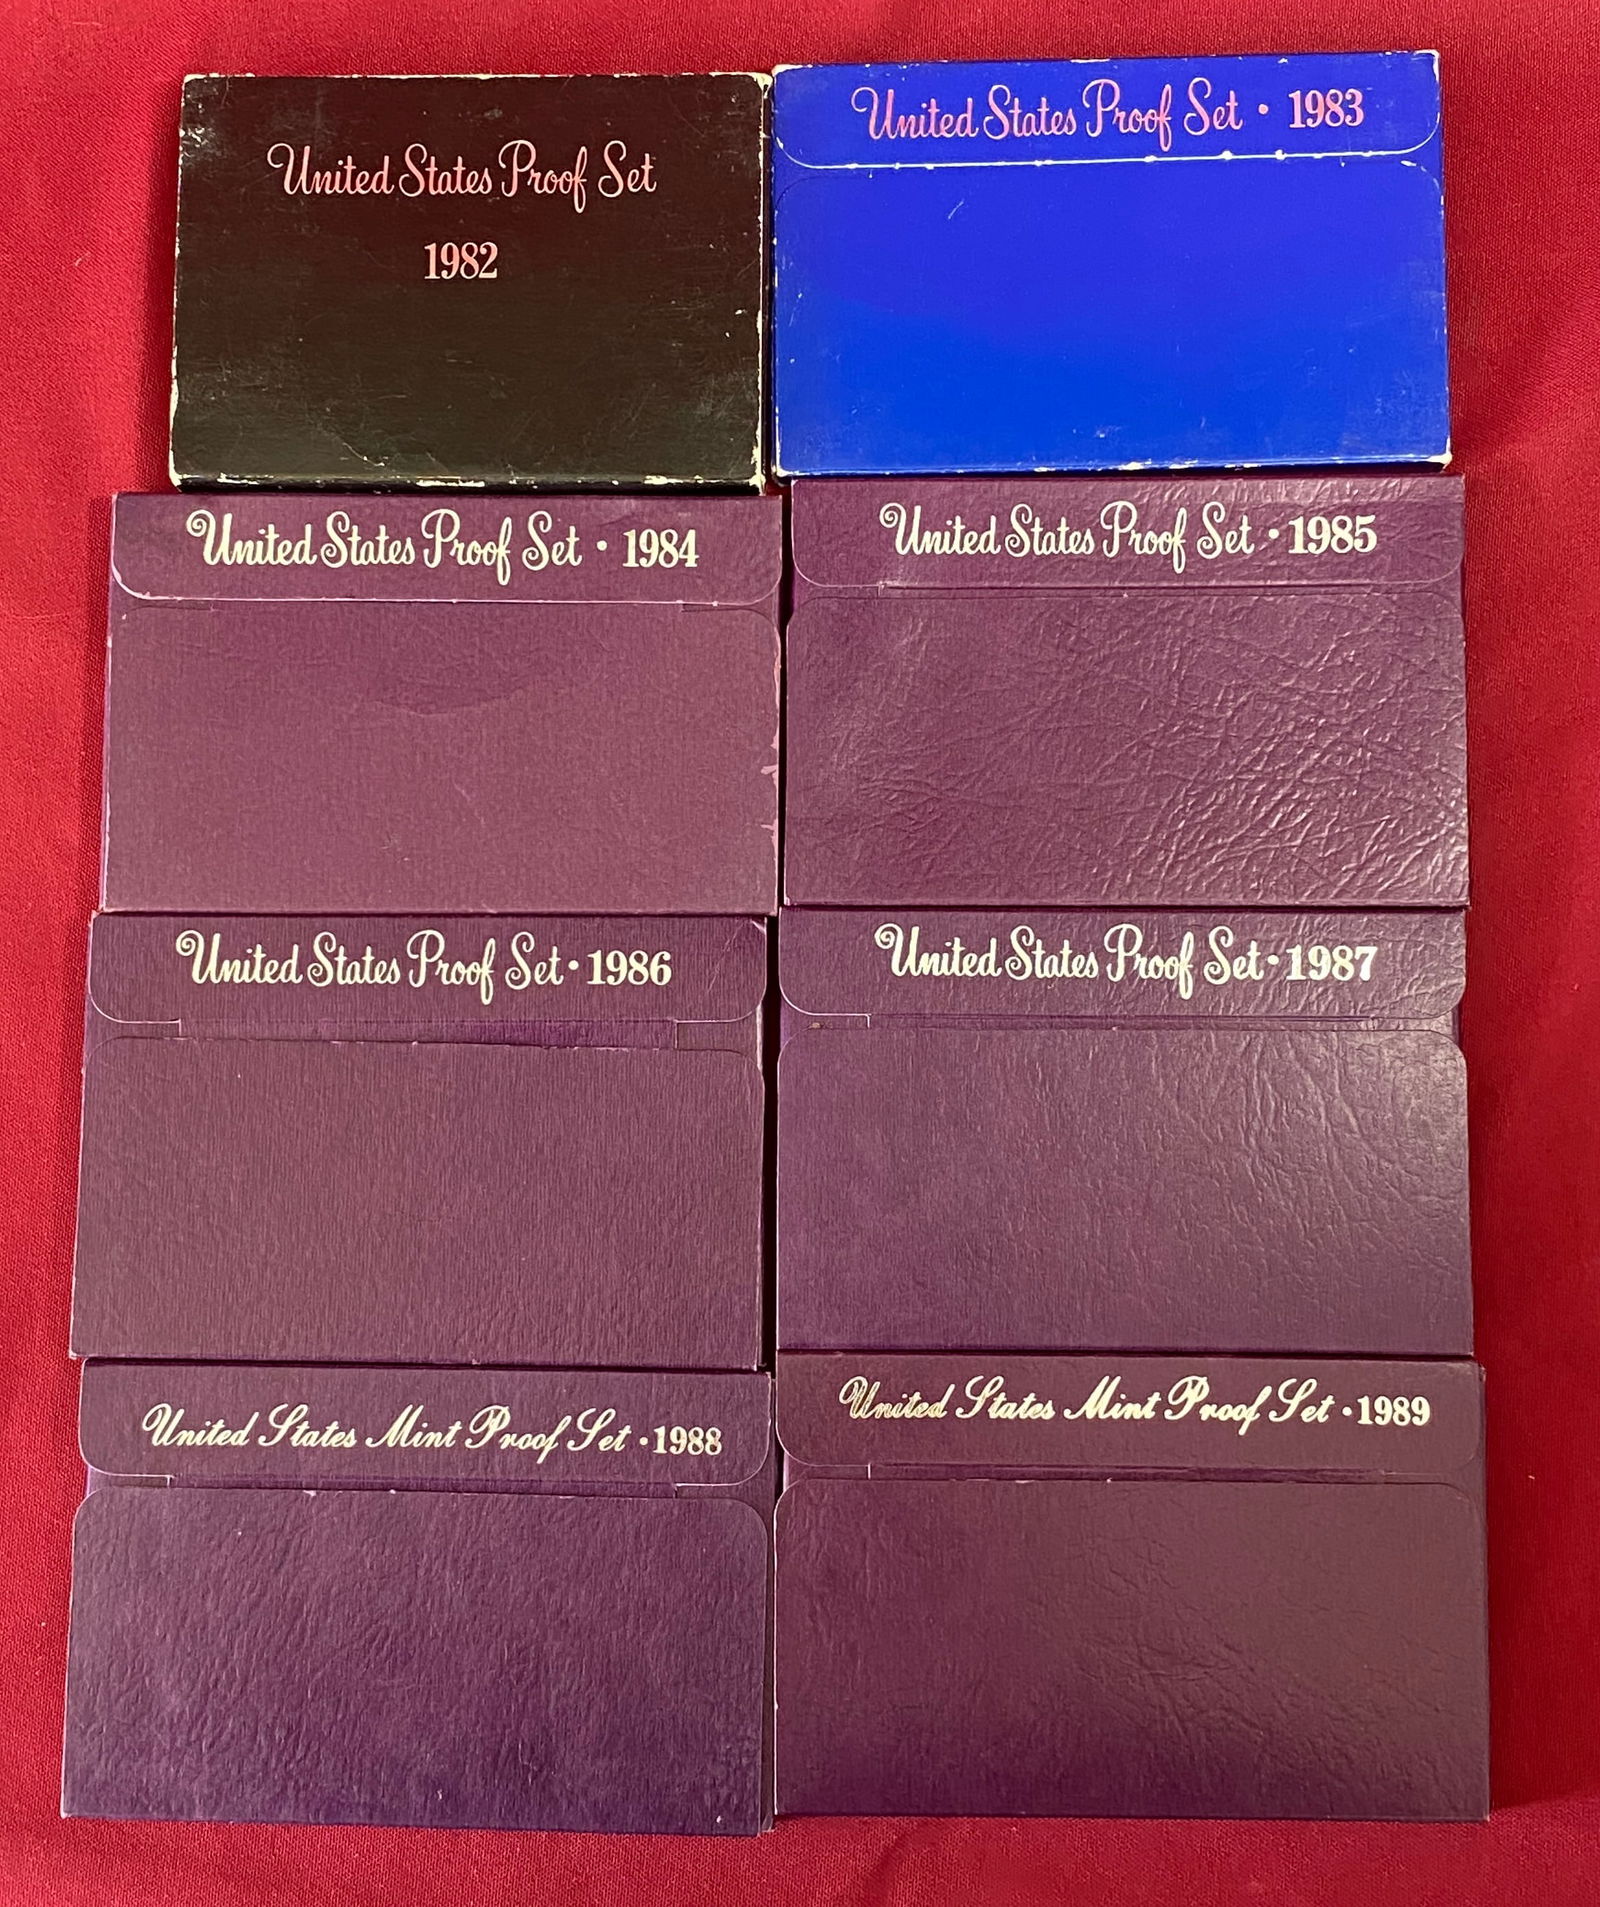 United States Proof Set
1982
United States Proof Set • 1983
United States Proof Set • 1984
United States Proof Set • 1985
United States Proof Set • 1986
United States Proof Set • 1987
United States Mint Proof Set • 1988
United States Mint Proof Set • 1989